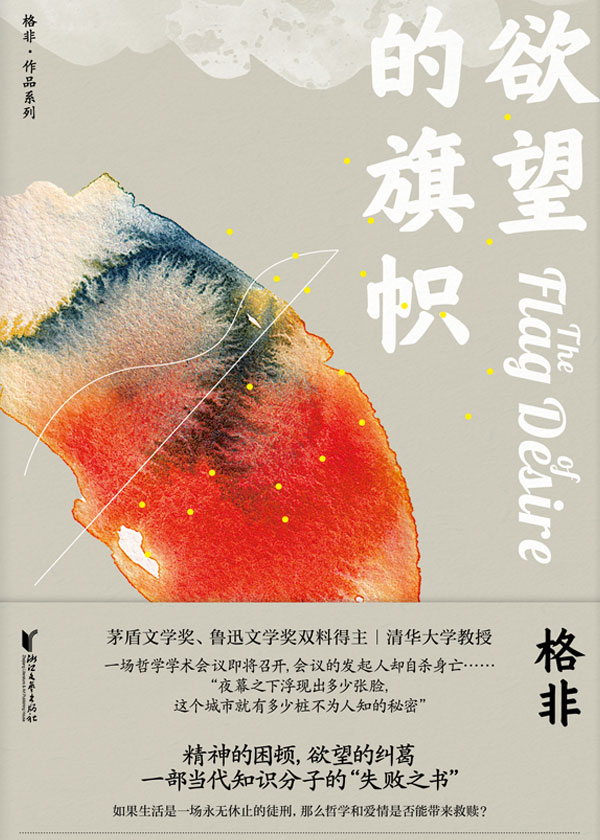 格非·作品系列
欲望
的旗帜
The
Flag of
Desire
茅盾文学奖、鲁迅文学奖双料得主|清华大学教授
一场哲学学术会议即将召开,会议的发起人却自杀身亡……
“夜幕之下浮现出多少张脸,
这个城市就有多少桩不为人知的秘密”
格非
精神的困顿,欲望的纠葛
一部当代知识分子的“失败之书”
如果生活是一场永无休止的徒刑,那么哲学和爱情是否能带来救赎?
浙江文艺出版社